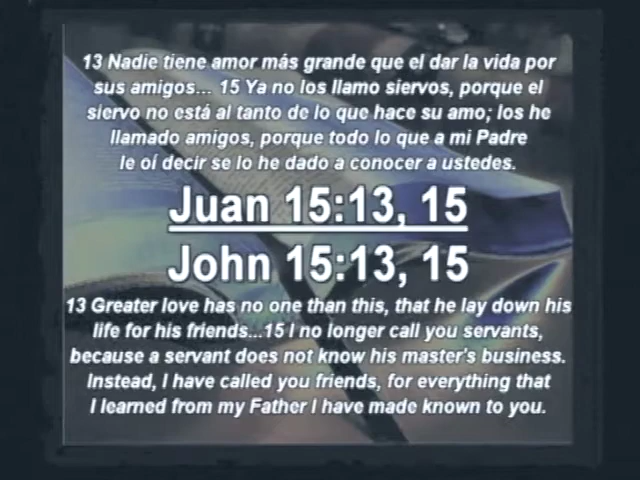 13 Nadie tiene amor más grande que el dar la vida por
sus amigos... 15 Ya no los llamo siervos, porque el
siervo no está al tanto de lo que hace su amo; los he
llamado amigos, porque todo lo que a mi Padre
le oí decir se lo he dado a conocer a ustedes.
Juan 15:13, 15
John 15:13, 15
13 Greater love has no one than this, that he lay down his
life for his friends...15 I no longer call you servants,
because a servant does not know his master's business.
Instead, I have called you friends, for everything that
I learned from my Father I have made known to you.